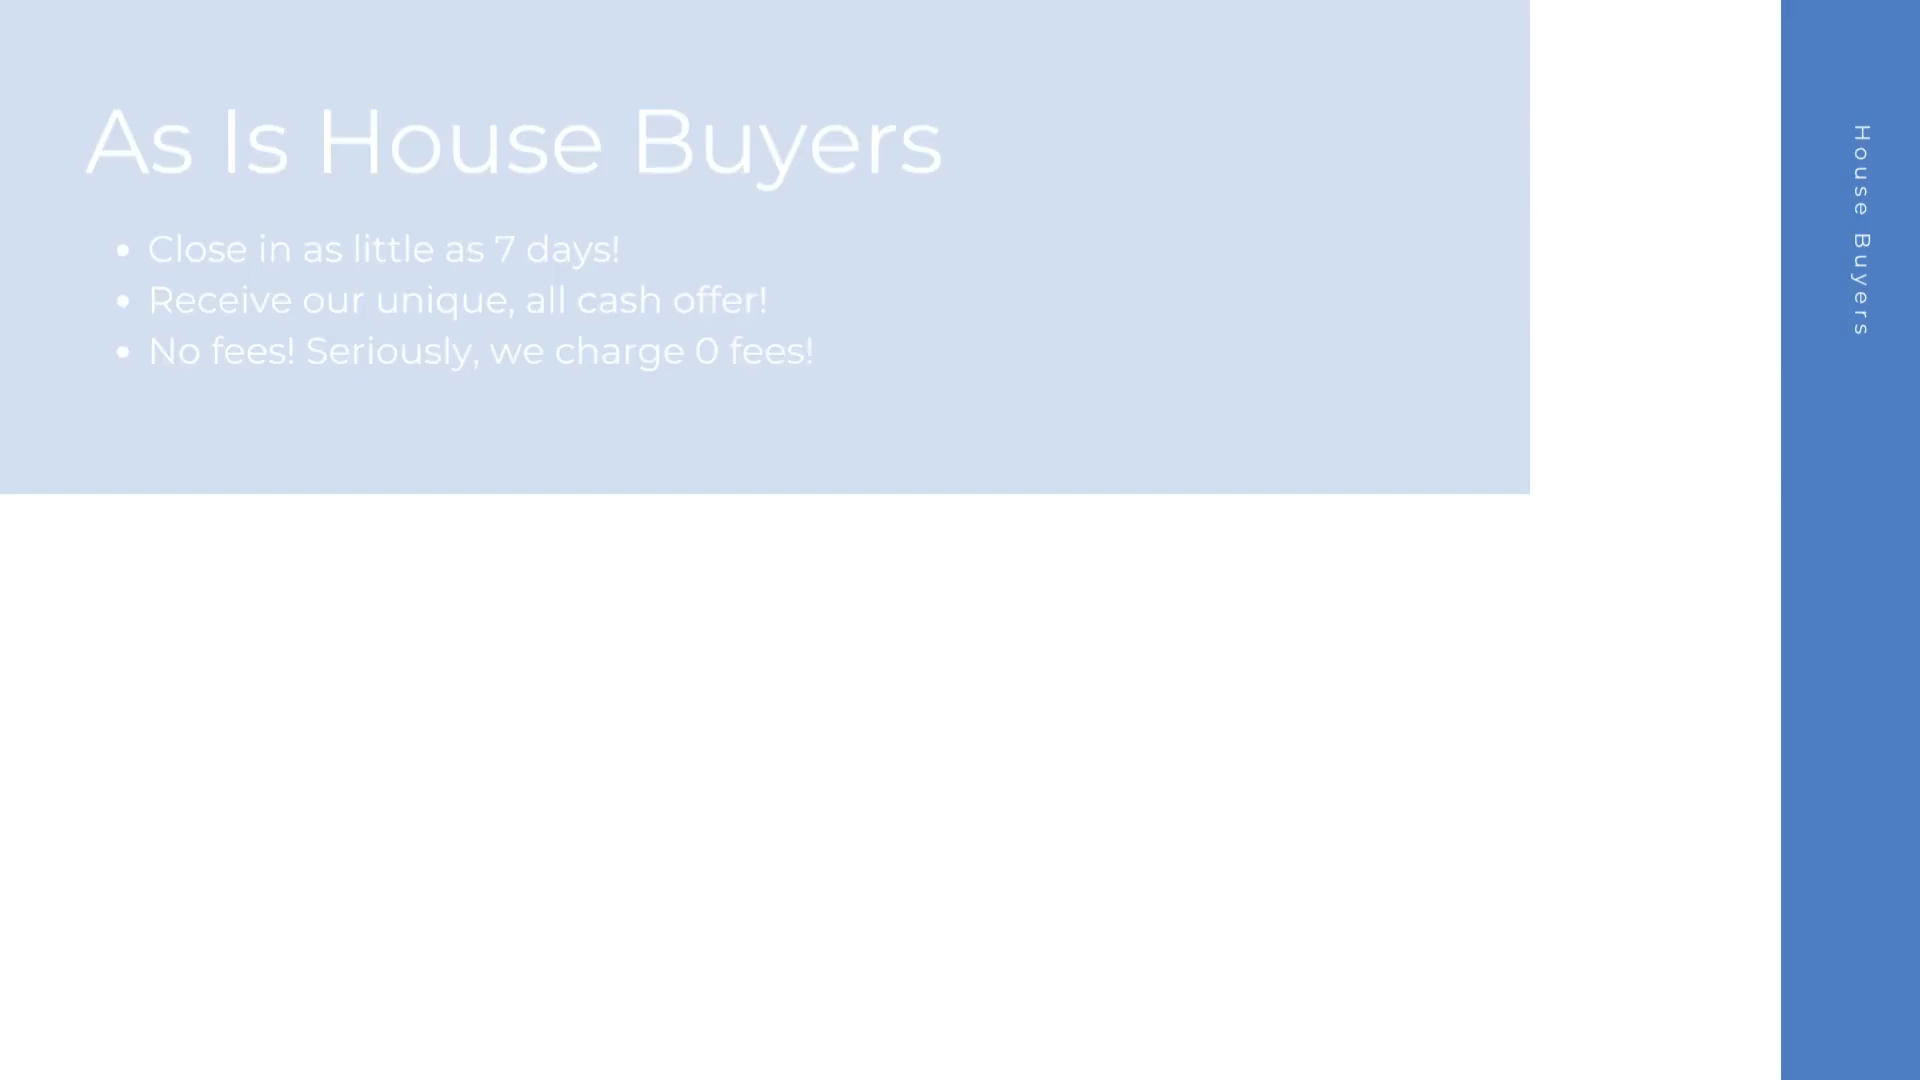 As Is House Buyers
• Close in as little as 7 days!
• Receive our unique, all cash offer!
• No fees! Seriously, we charge 0 fees!
House Buyers